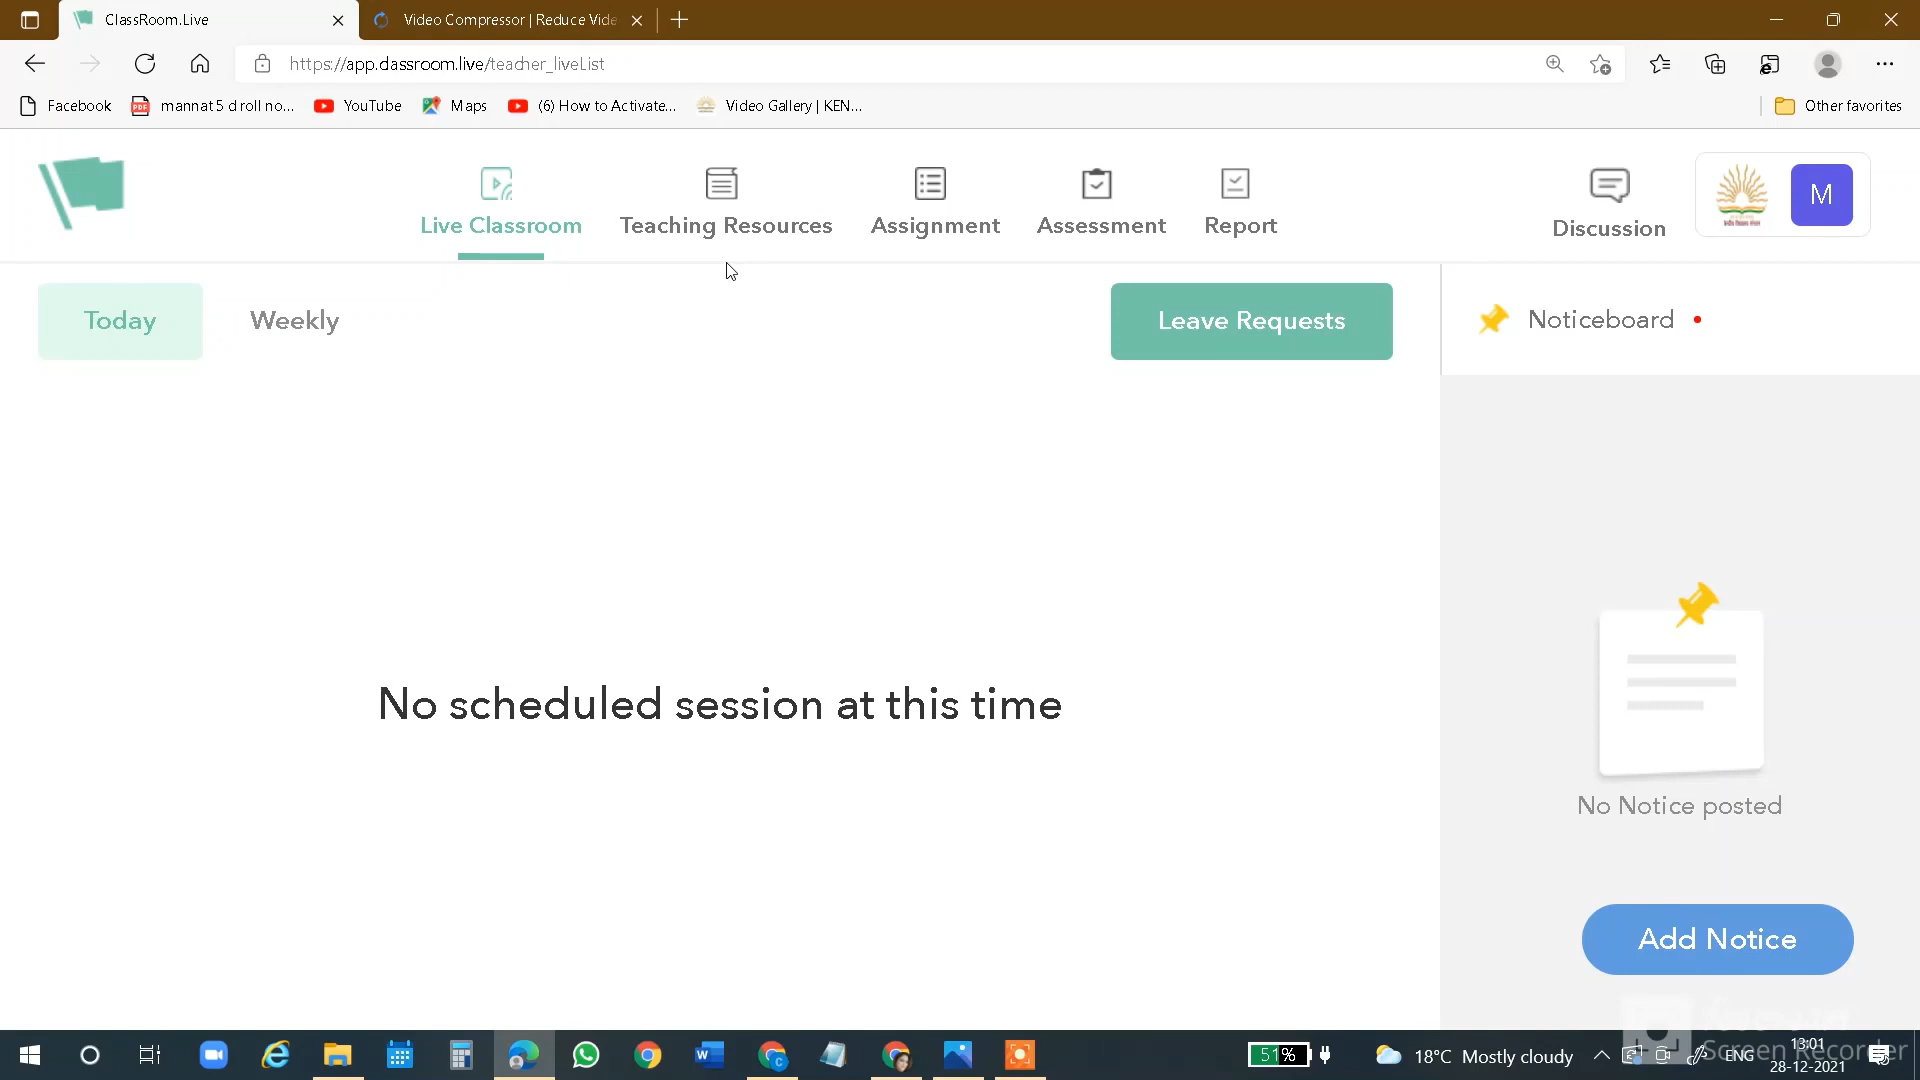 ClassRoom.Live
Video Compressor | Reduce Vide
https://app.classroom.live/teacher_liveList
Facebook
mannat 5 d roll no...
YouTube
Maps
(6) How to Activate...
Video Gallery | KEN...
Other favorites
Live Classroom
Teaching Resources
Assignment
Assessment
Report
Discussion
M
Today
Weekly
Leave Requests
Noticeboard
No scheduled session at this time
No Notice posted
Add Notice
51%
18°C Mostly cloudy
ENG
13:01
28-12-2021
Screen Recorder